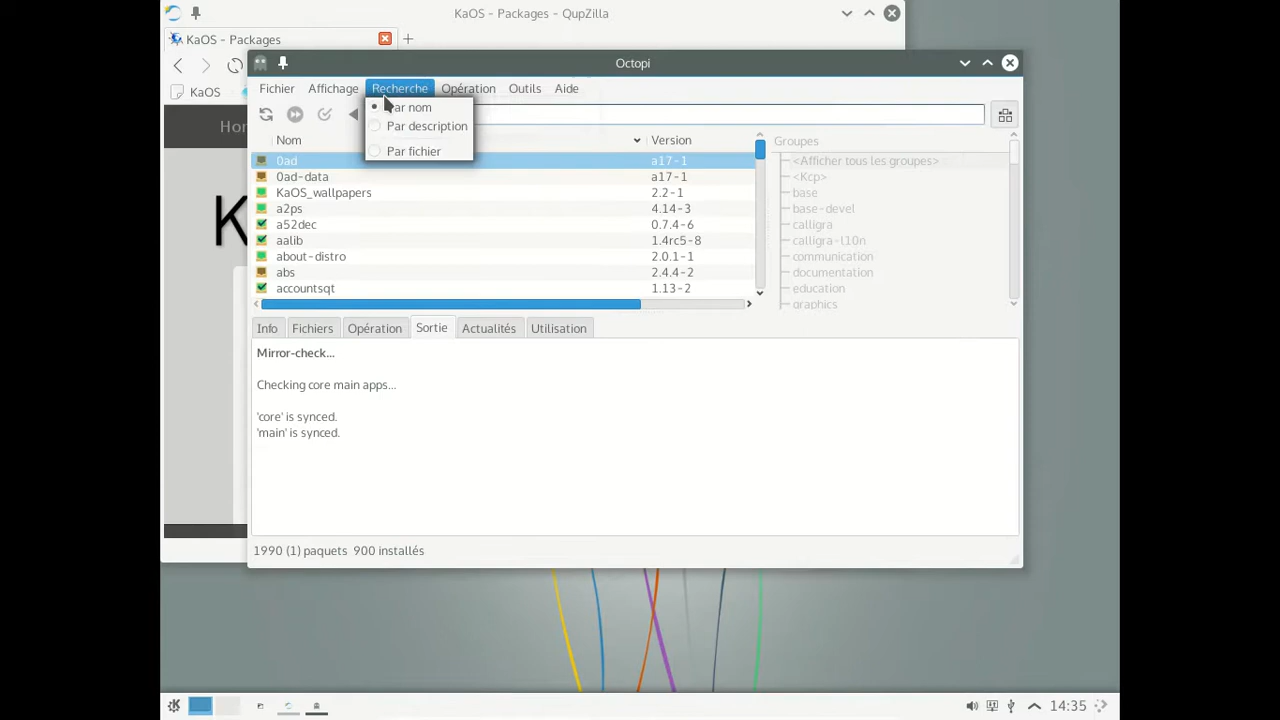 KaOS - Packages - QupZilla
KaOS - Packages
KaOS
Hom
K
Octopi
Fichier Affichage Recherche Opération Outils Aide
Par nom
Par description
Par fichier
Nom Version
0ad a17-1
0ad-data a17-1
KaOS_wallpapers 2.2-1
a2ps 4.14-3
a52dec 0.7.4-6
aalib 1.4rc5-8
about-distro 2.0.1-1
abs 2.4.4-2
accountsqt 1.13-2
Groupes
<Afficher tous les groupes>
<Kcp>
base
base-devel
calligra
calligra-l10n
communication
documentation
education
graphics
Info Fichiers Opération Sortie Actualités Utilisation
Mirror-check...
Checking core main apps...
'core' is synced.
'main' is synced.
1990 (1) paquets 900 installés
14:35